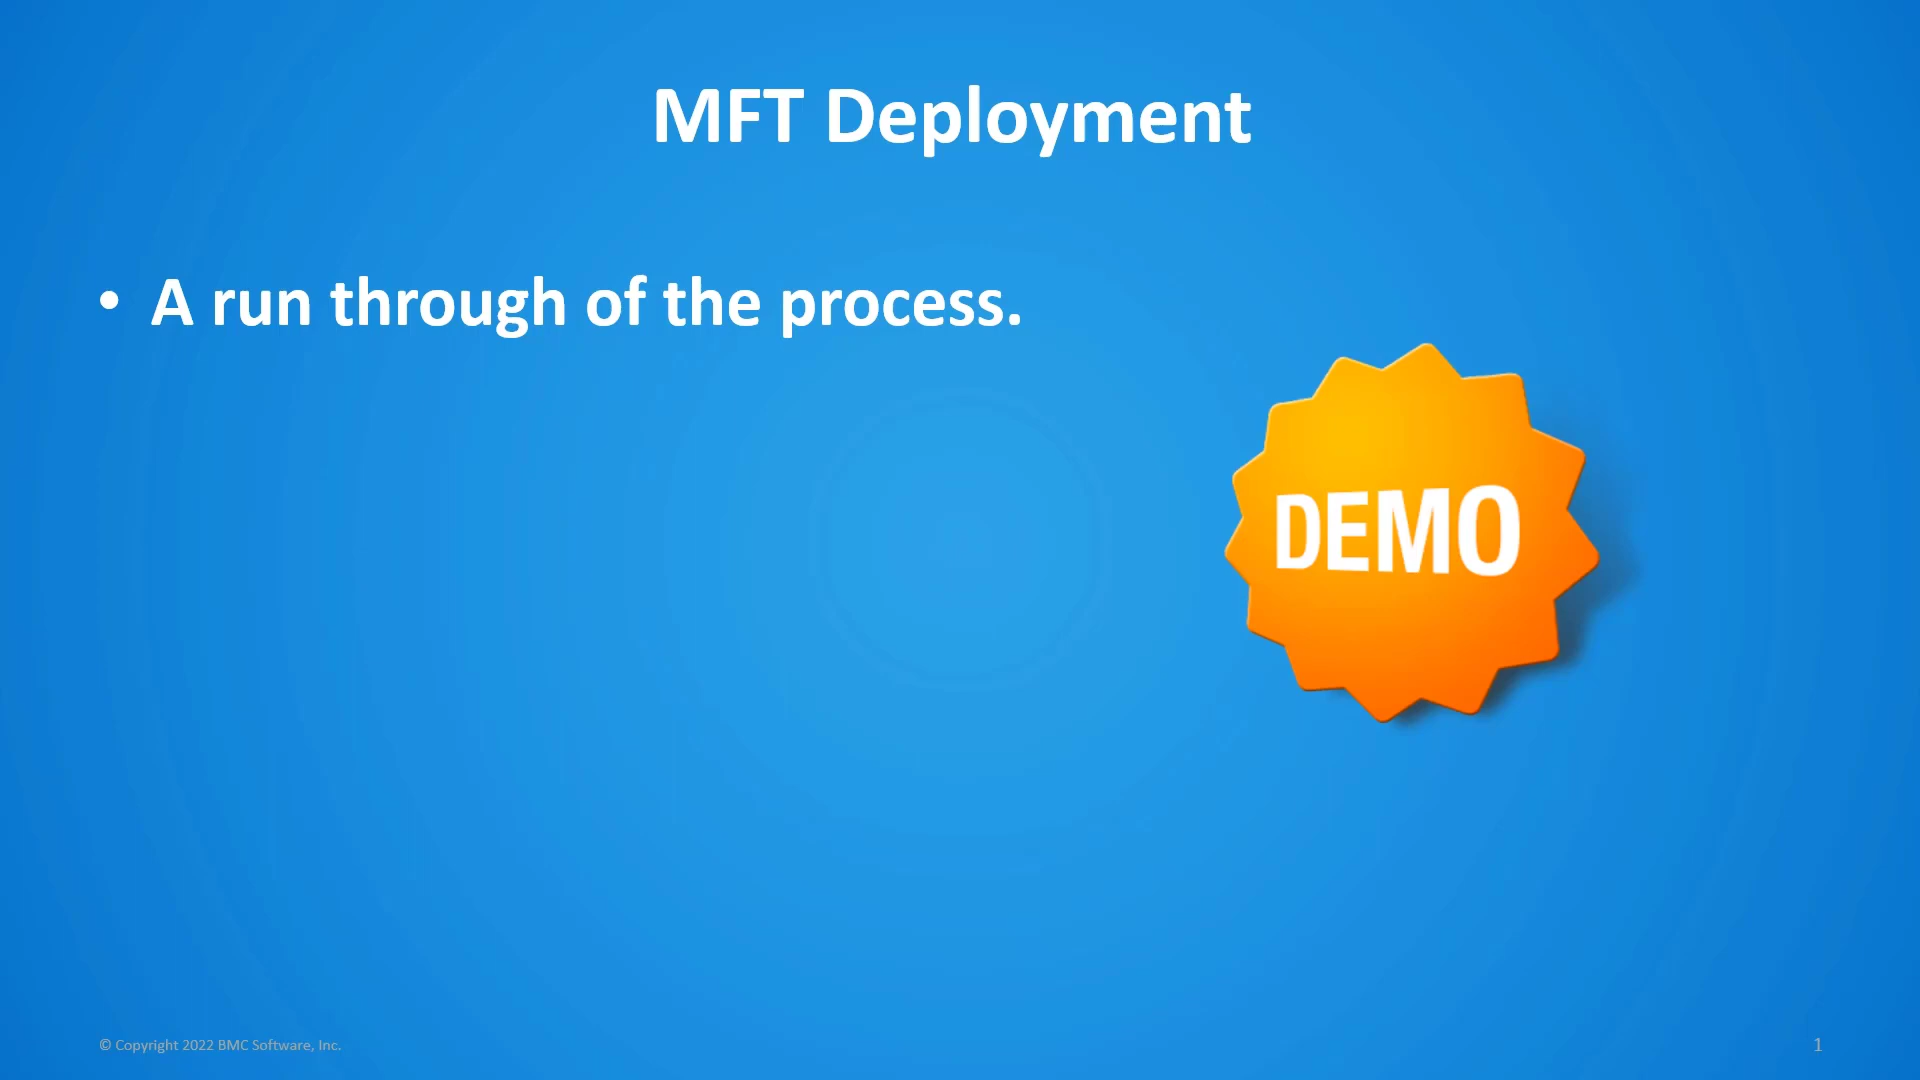 MFT Deployment
• A run through of the process.
DEMO
© Copyright 2022 BMC Software, Inc.
1